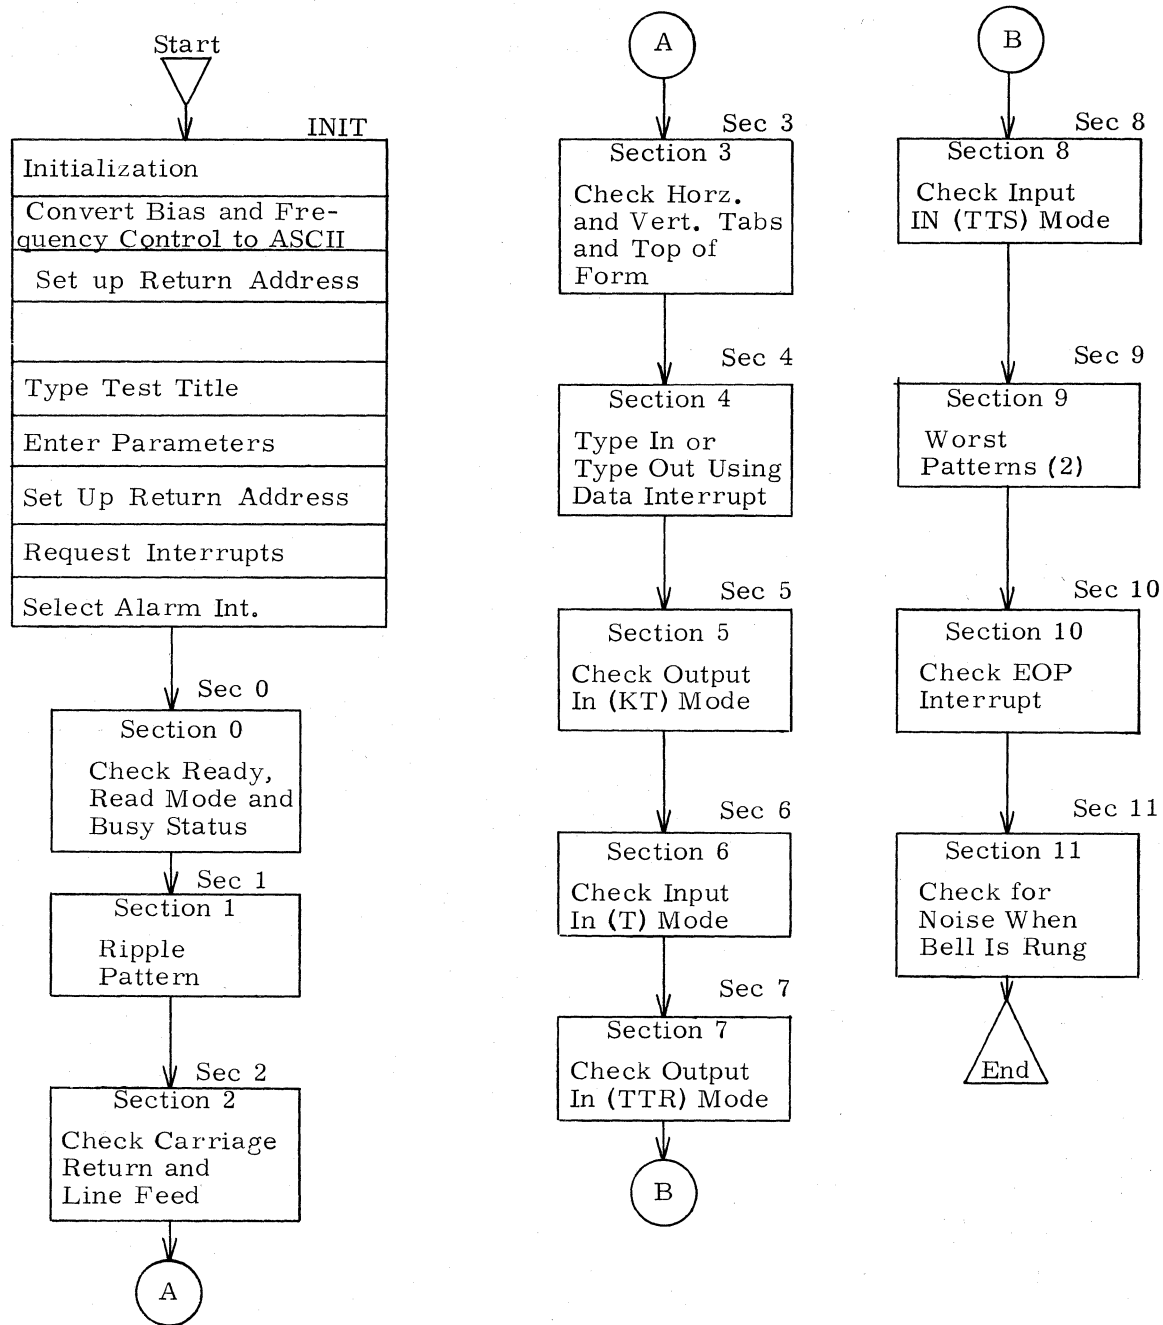 Start
INIT
Initialization
Convert Bias and Fre-
quency Control to ASCII
Set up Return Address
Type Test Title
Enter Parameters
Set Up Return Address
Request Interrupts
Select Alarm Int.
Sec 0
Section 0
Check Ready,
Read Mode and
Busy Status
Sec 1
Section 1
Ripple
Pattern
Sec 2
Section 2
Check Carriage
Return and
Line Feed
A
A
Sec 3
Section 3
Check Horz.
and Vert. Tabs
and Top of
Form
Sec 4
Section 4
Type In or
Type Out Using
Data Interrupt
Sec 5
Section 5
Check Output
In (KT) Mode
Sec 6
Section 6
Check Input
In (T) Mode
Sec 7
Section 7
Check Output
In (TTR) Mode
B
B
Sec 8
Section 8
Check Input
IN (TTS) Mode
Sec 9
Section 9
Worst
Patterns (2)
Sec 10
Section 10
Check EOP
Interrupt
Sec 11
Section 11
Check for
Noise When
Bell Is Rung
End